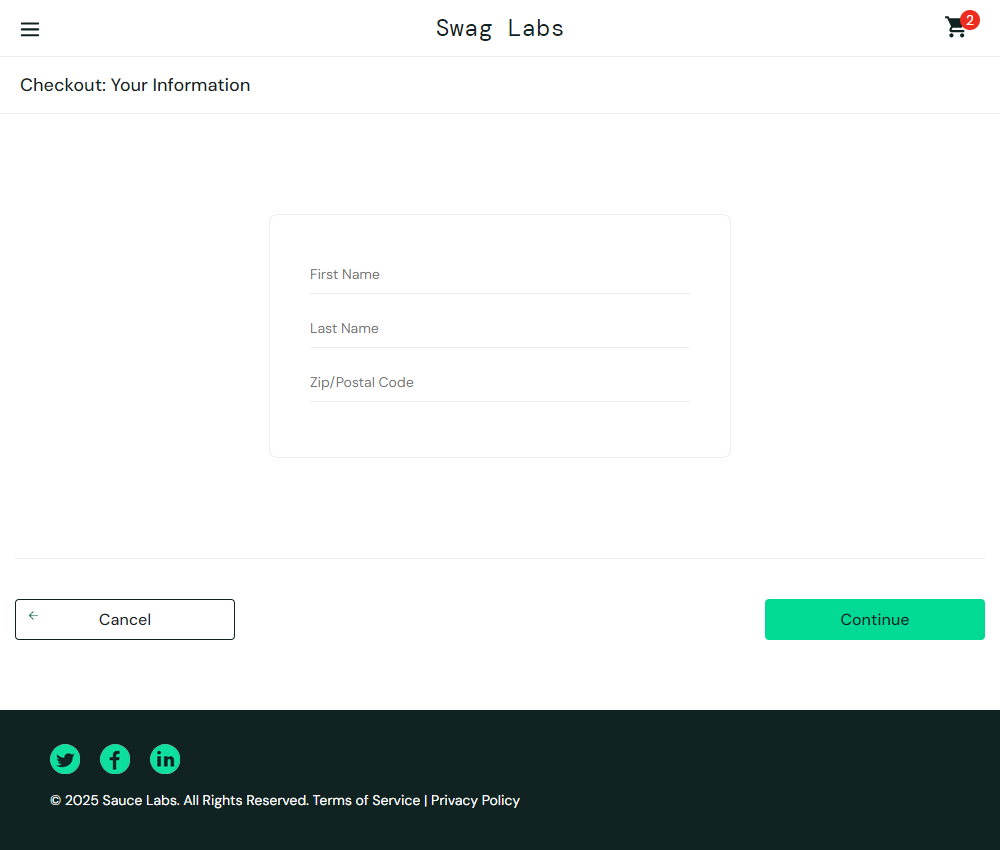 Swag Labs
2
Checkout: Your Information
First Name
Last Name
Zip/Postal Code
Cancel
Continue
© 2025 Sauce Labs. All Rights Reserved. Terms of Service | Privacy Policy